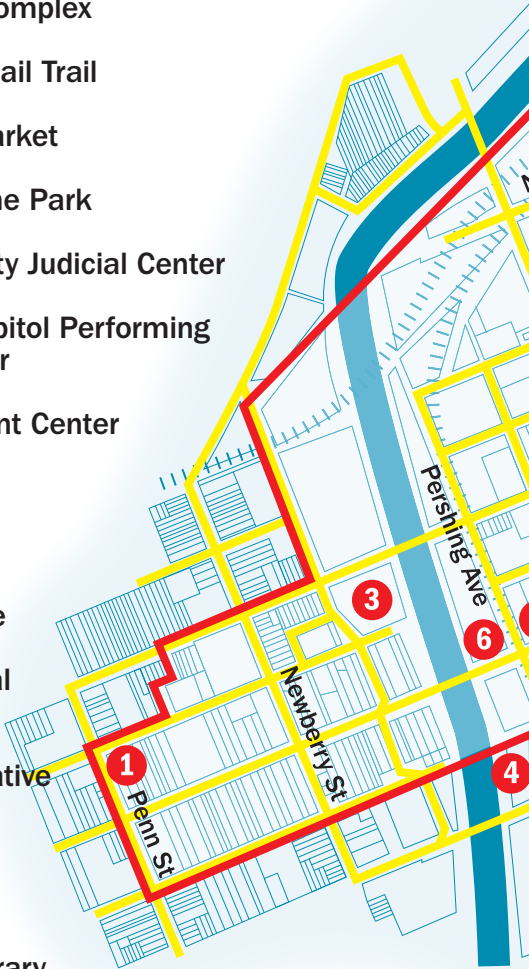 omplex
ail Trail
arket
ne Park
ty Judicial Center
pitol Performing
r
nt Center
e
al
ative
rary
Pershing Ave
3
6
Newberry St
1
Penn St
4